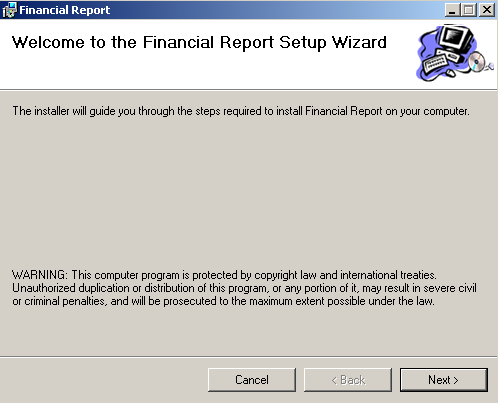 Financial Report
Welcome to the Financial Report Setup Wizard
The installer will guide you through the steps required to install Financial Report on your computer.
WARNING: This computer program is protected by copyright law and international treaties.
Unauthorized duplication or distribution of this program, or any portion of it, may result in severe civil
or criminal penalties, and will be prosecuted to the maximum extent possible under the law.
Cancel
< Back
Next >